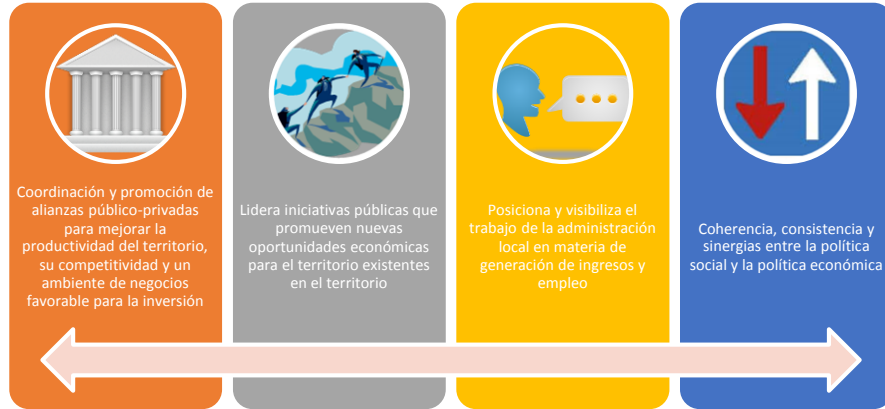 Coordinación y promoción de
alianzas público-privadas
para mejorar la
productividad del territorio,
su competitividad y un
ambiente de negocios
favorable para la inversión
Lidera iniciativas públicas que
promueven nuevas
oportunidades económicas
para el territorio existentes
en el territorio
Posiciona y visibiliza el
trabajo de la administración
local en materia de
generación de ingresos y
empleo
Coherencia, consistencia y
sinergias entre la política
social y la política económica